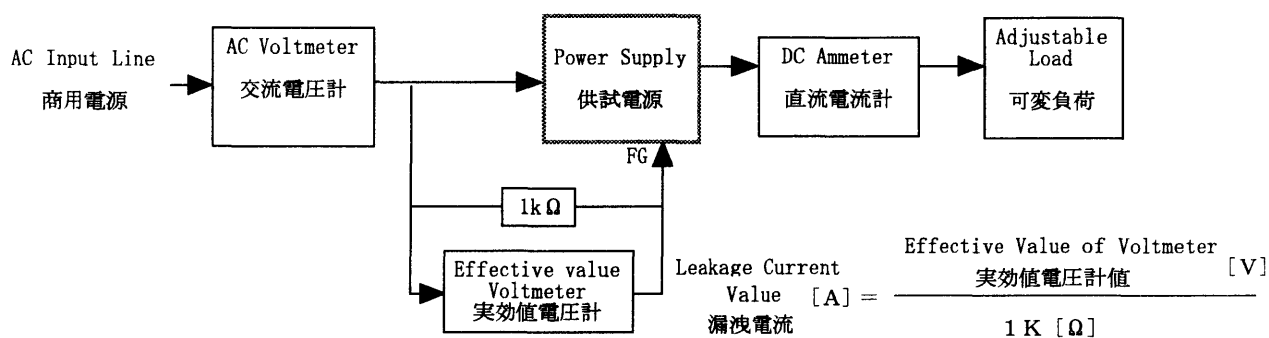 AC Input Line
商用電源
AC Voltmeter
交流電圧計
Power Supply
供試電源
DC Ammeter
直流電流計
Adjustable
Load
可変負荷
FG
1kΩ
Effective value
Voltmeter
実効値電圧計
Leakage Current
Value [A] =
漏洩電流
Effective Value of Voltmeter
実効値電圧計値
[V]
1 K [Ω]